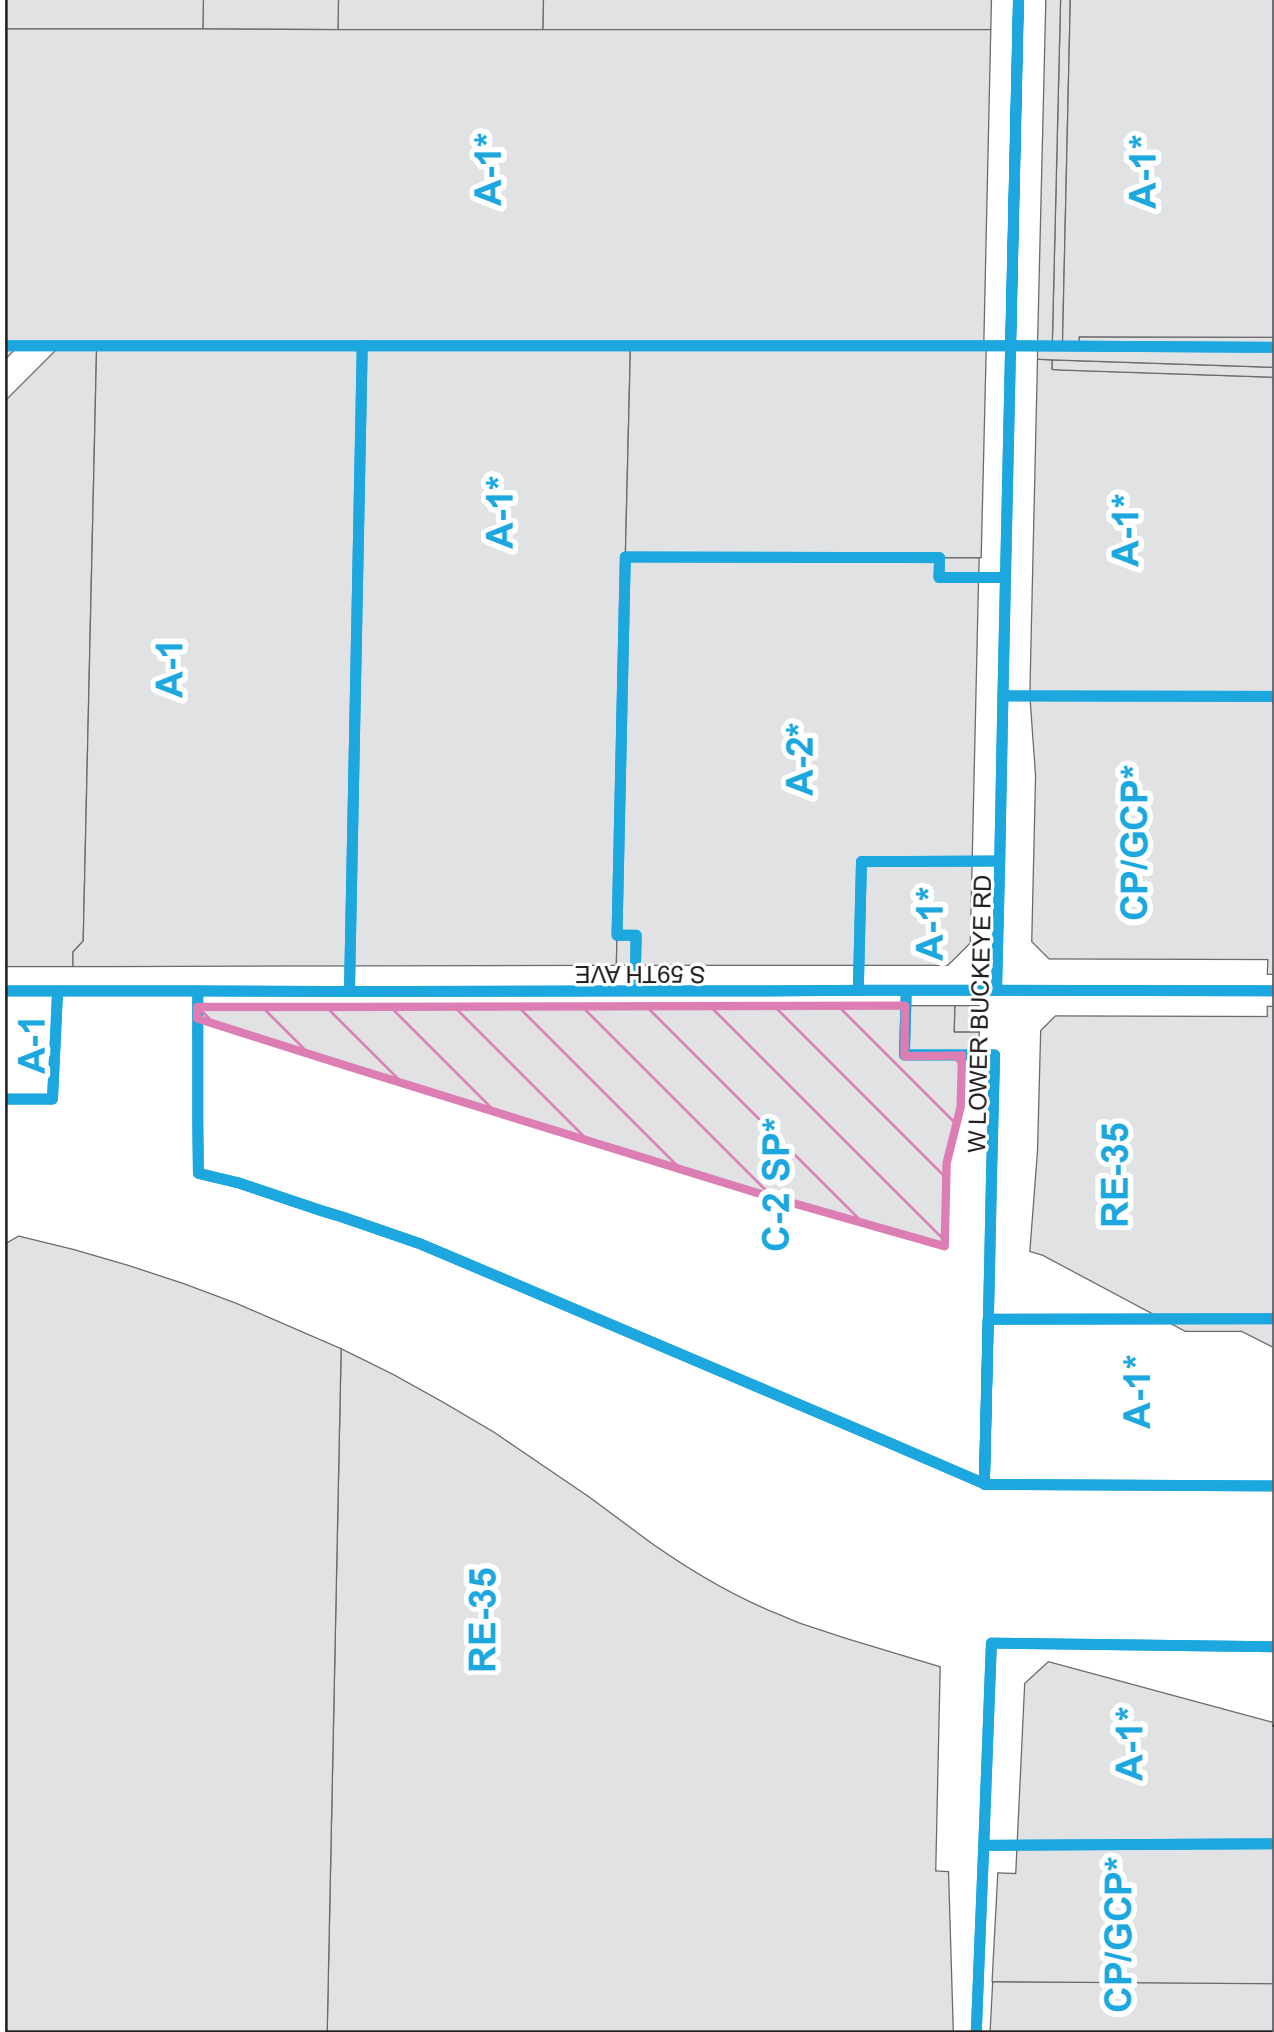 A-1*
A-1*
A-1*
A-1*
A-1
A-2*
CP/GCP*
A-1*
W LOWER BUCKEYE RD
S 59TH AVE
A-1
C-2 SP*
RE-35
A-1*
RE-35
A-1*
CP/GCP*